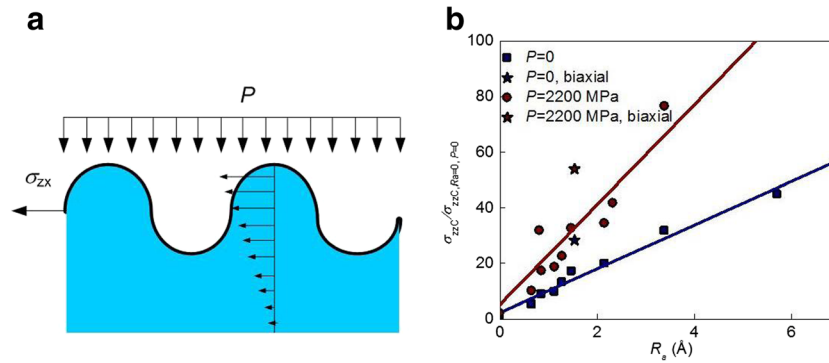 a
P
σzx
b
P=0
P=0, biaxial
P=2200 MPa
P=2200 MPa, biaxial
100
80
60
40
20
0
σzzC/σzzC,Ra=0, P=0
0
2
4
6
Ra (Å)